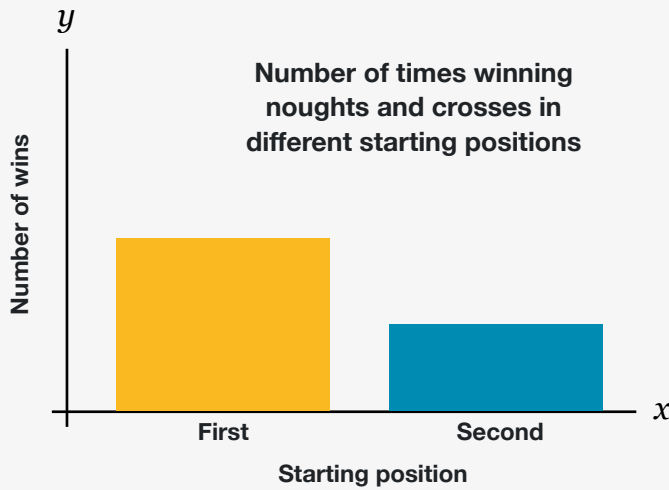 y
Number of times winning
noughts and crosses in
different starting positions
Number of wins
x
First
Second
Starting position